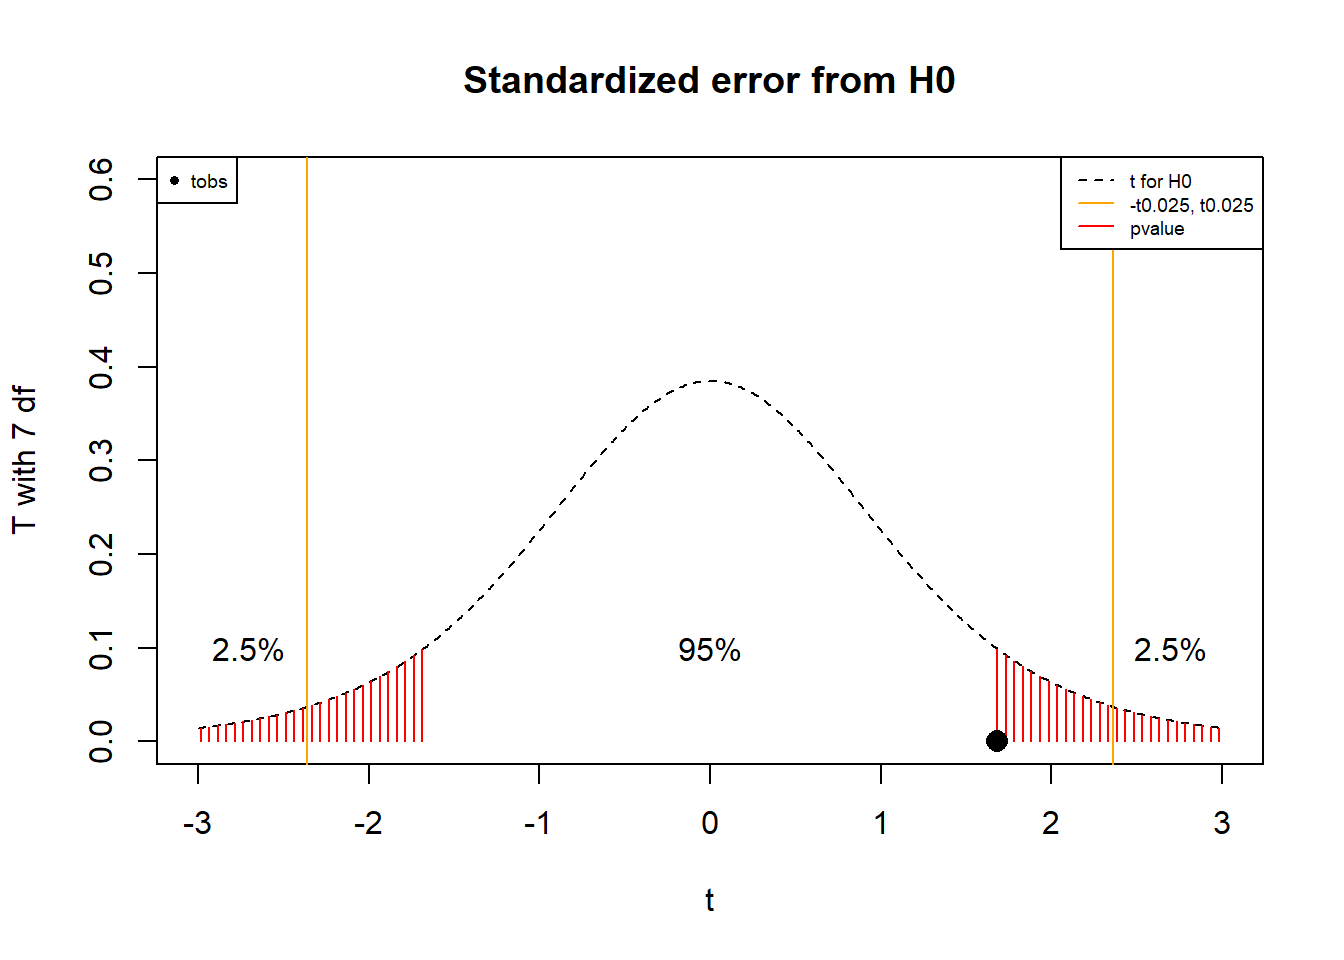 Standardized error from H0
tobs
t for H0
-t0.025, t0.025
pvalue
T with 7 df
0.6
0.5
0.4
0.3
0.2
0.1
0.0
2.5%
95%
2.5%
-3
-2
-1
0
1
2
3
t